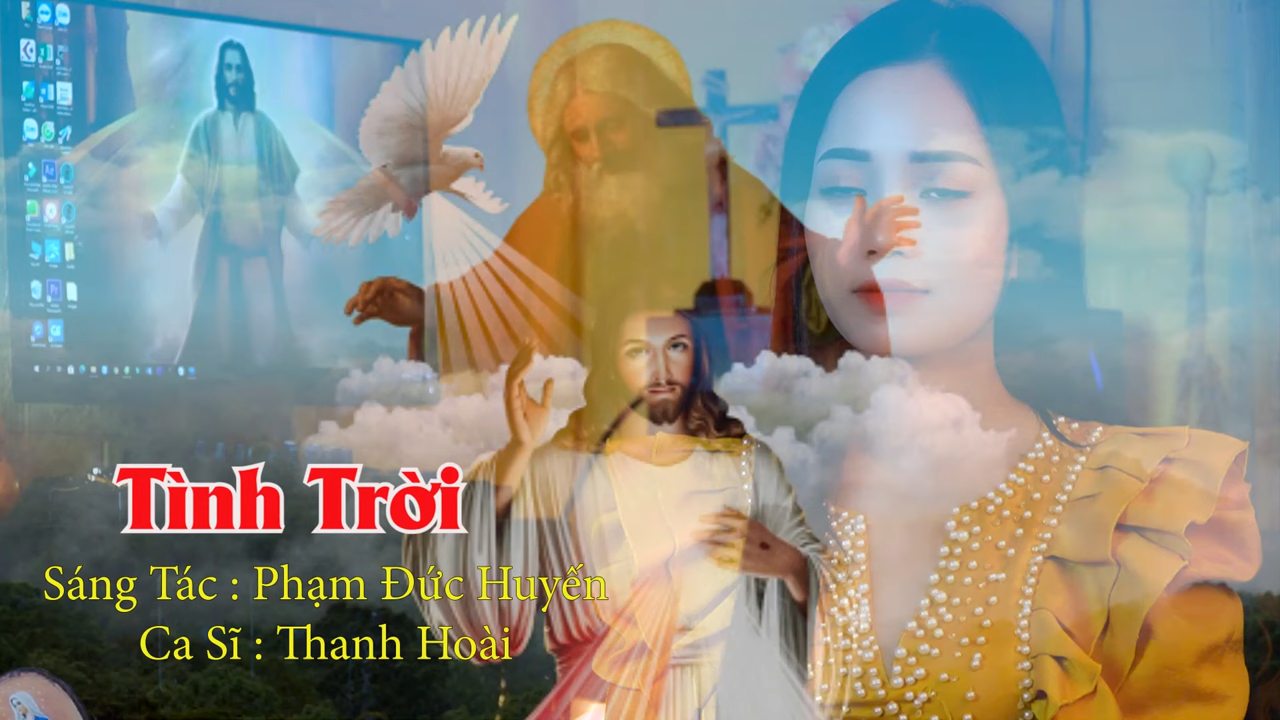 Tình Trời
Sáng Tác : Phạm Đức Huyến
Ca Sĩ : Thanh Hoài